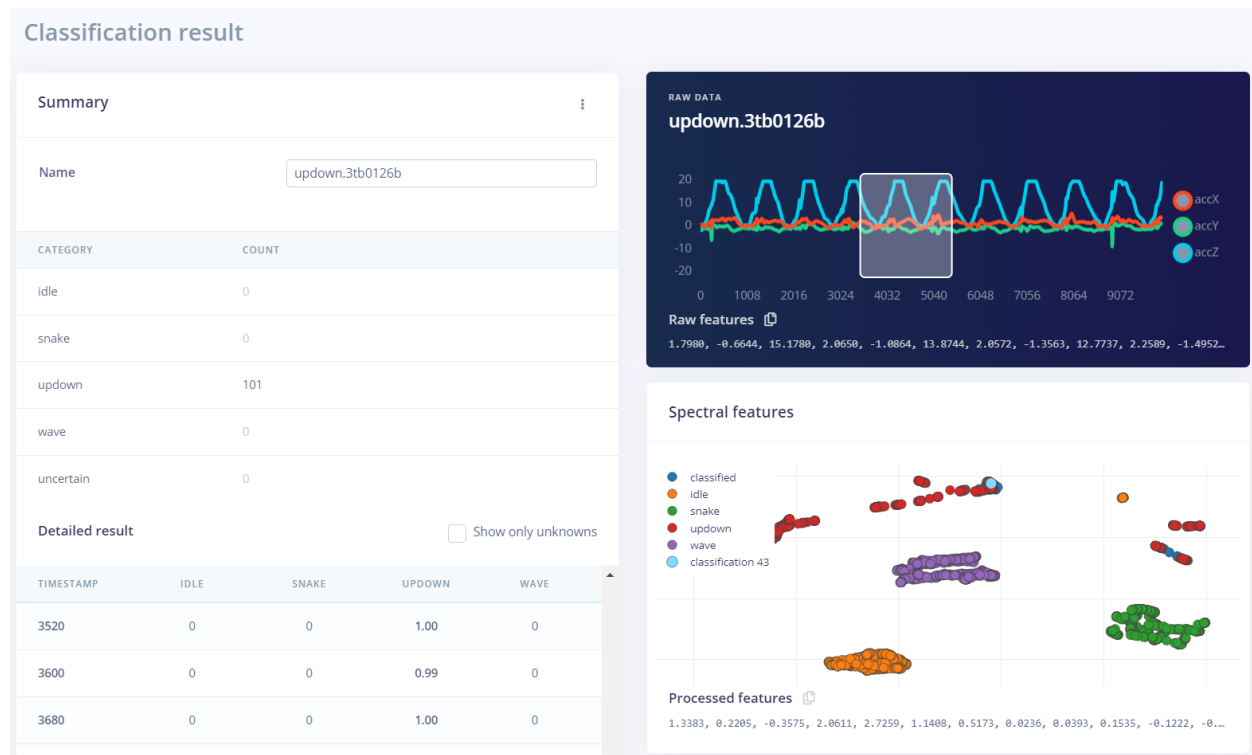 Classification result
Summary
Name
updown.3tb0126b
CATEGORY COUNT
idle 0
snake 0
updown 101
wave 0
uncertain 0
Detailed result
Show only unknowns
TIMESTAMP IDLE SNAKE UPDOWN WAVE
3520 0 0 1.00 0
3600 0 0 0.99 0
3680 0 0 1.00 0
RAW DATA
updown.3tb0126b
20
10
0
-10
-20
0 1008 2016 3024 4032 5040 6048 7056 8064 9072
accX
accY
accZ
Raw features
1.7980, -0.6644, 15.1780, 2.0650, -1.0864, 13.8744, 2.0572, -1.3563, 12.7737, 2.2589, -1.4952…
Spectral features
classified
idle
snake
updown
wave
classification 43
Processed features
1.3383, 0.2205, -0.3575, 2.0611, 2.7259, 1.1408, 0.5173, 0.0236, 0.0393, 0.1535, -0.1222, -0.…